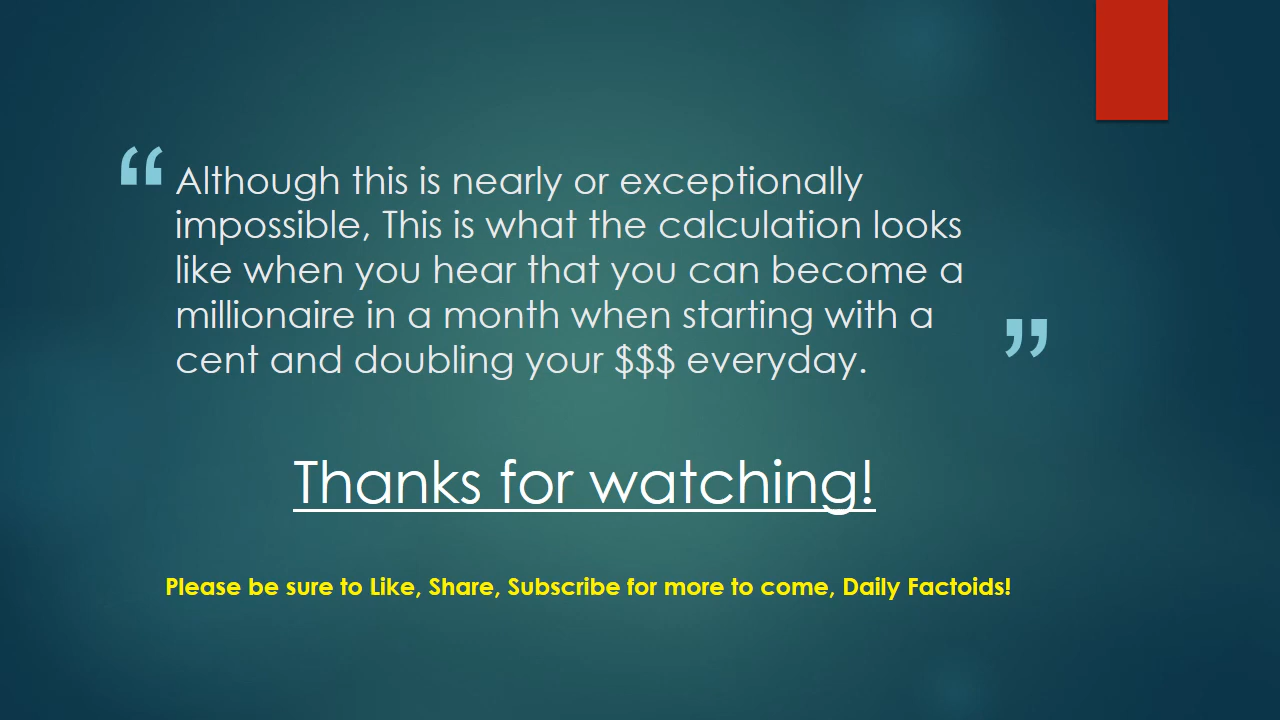 “Although this is nearly or exceptionally
impossible, This is what the calculation looks
like when you hear that you can become a
millionaire in a month when starting with a
cent and doubling your $$$ everyday.”
Thanks for watching!
Please be sure to Like, Share, Subscribe for more to come, Daily Factoids!